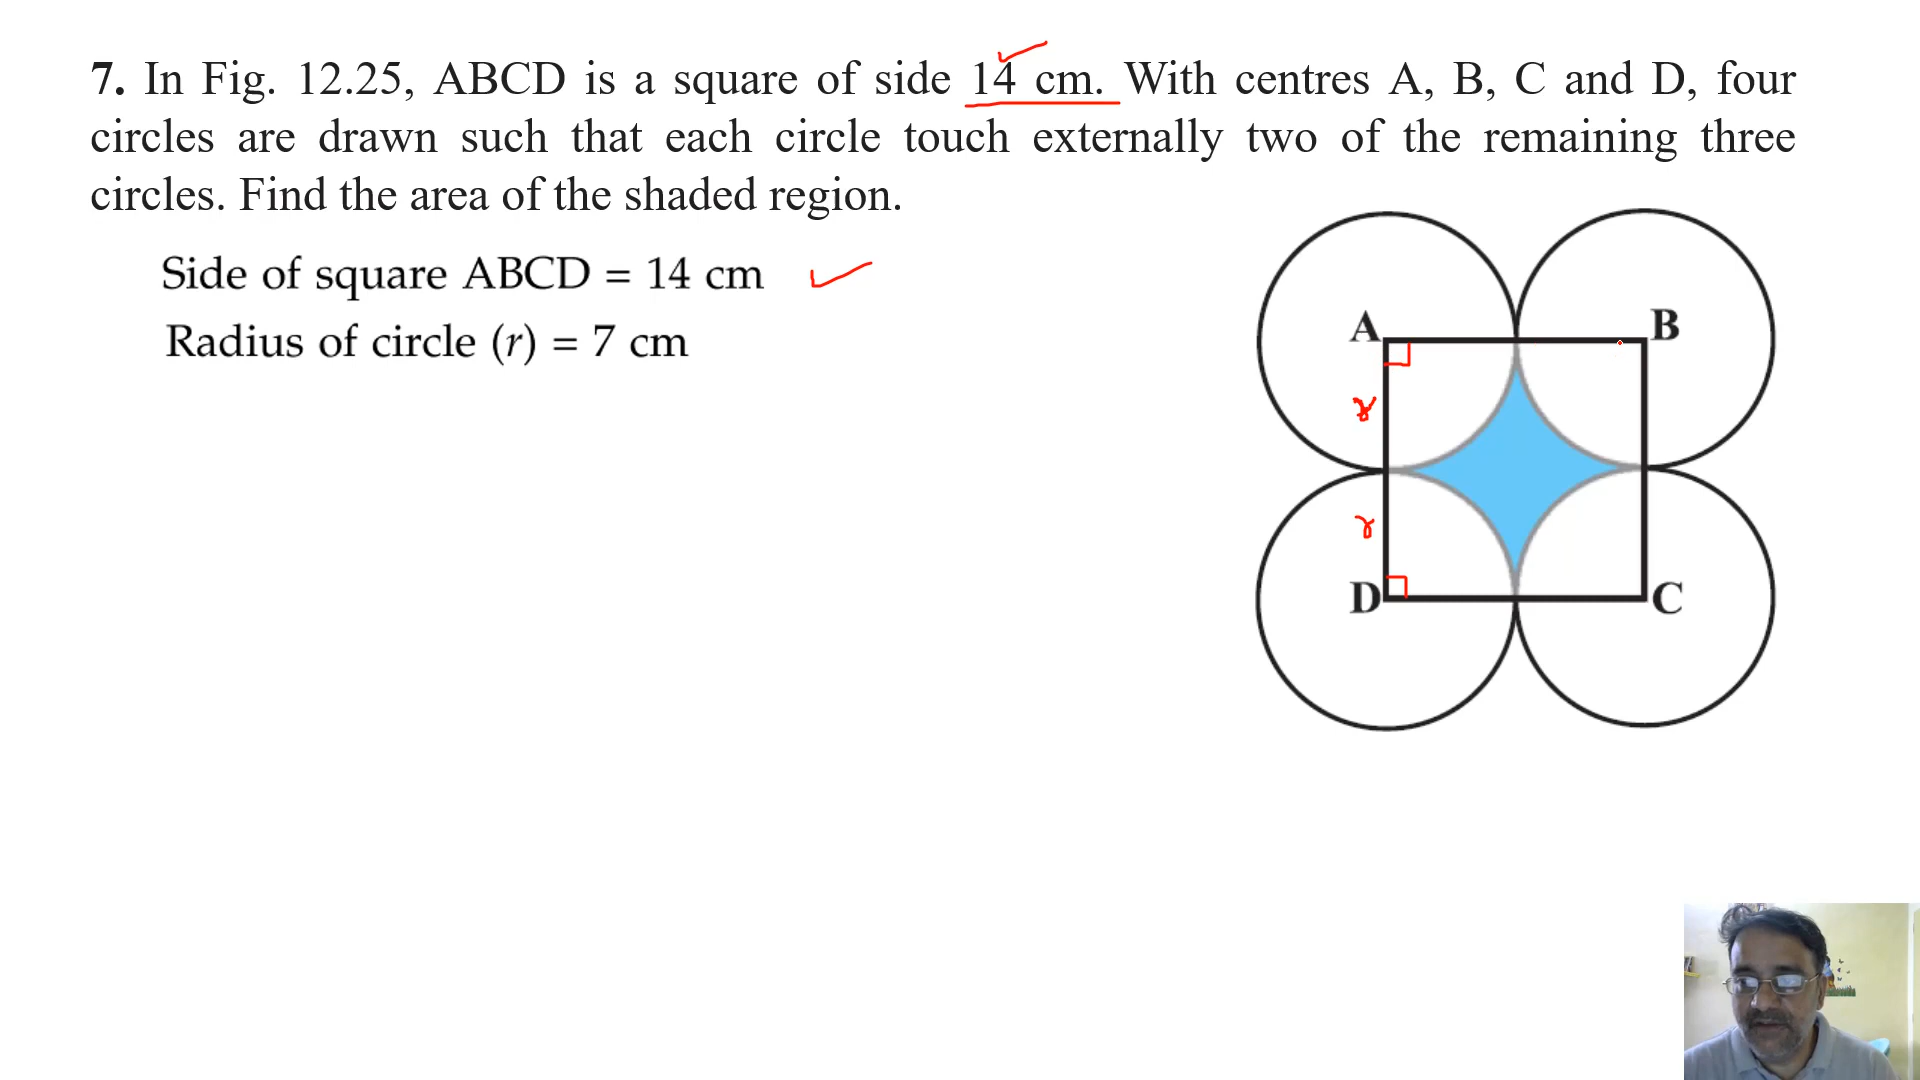 7. In Fig. 12.25, ABCD is a square of side 14 cm. With centres A, B, C and D, four
circles are drawn such that each circle touch externally two of the remaining three
circles. Find the area of the shaded region.
Side of square ABCD = 14 cm
Radius of circle (r) = 7 cm
A
B
r
r
D
C